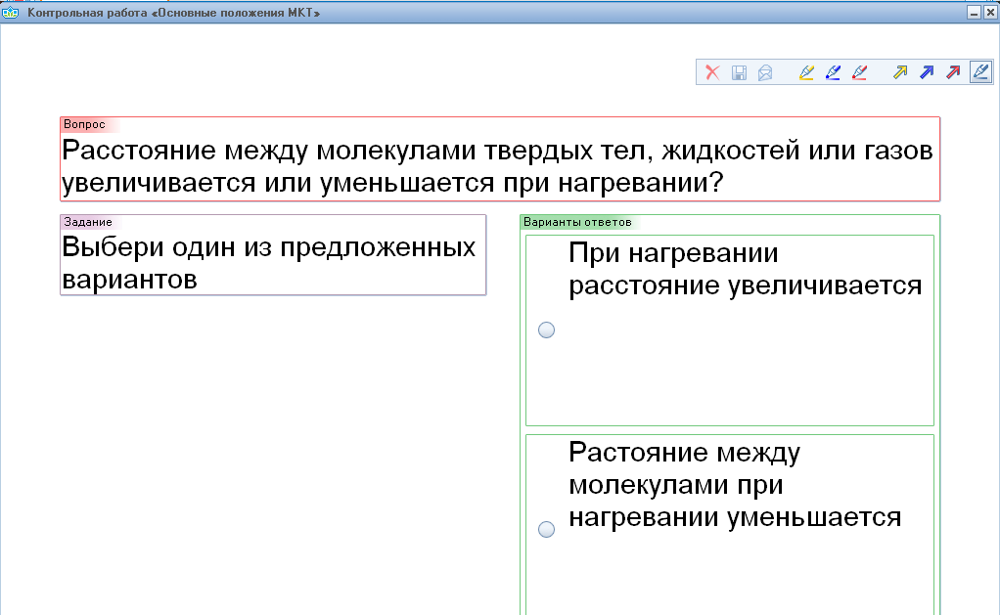 Контрольная работа «Основные положения МКТ»
Вопрос
Расстояние между молекулами твердых тел, жидкостей или газов
увеличивается или уменьшается при нагревании?
Задание
Выбери один из предложенных
вариантов
Варианты ответов
При нагревании
расстояние увеличивается
Растояние между
молекулами при
нагревании уменьшается